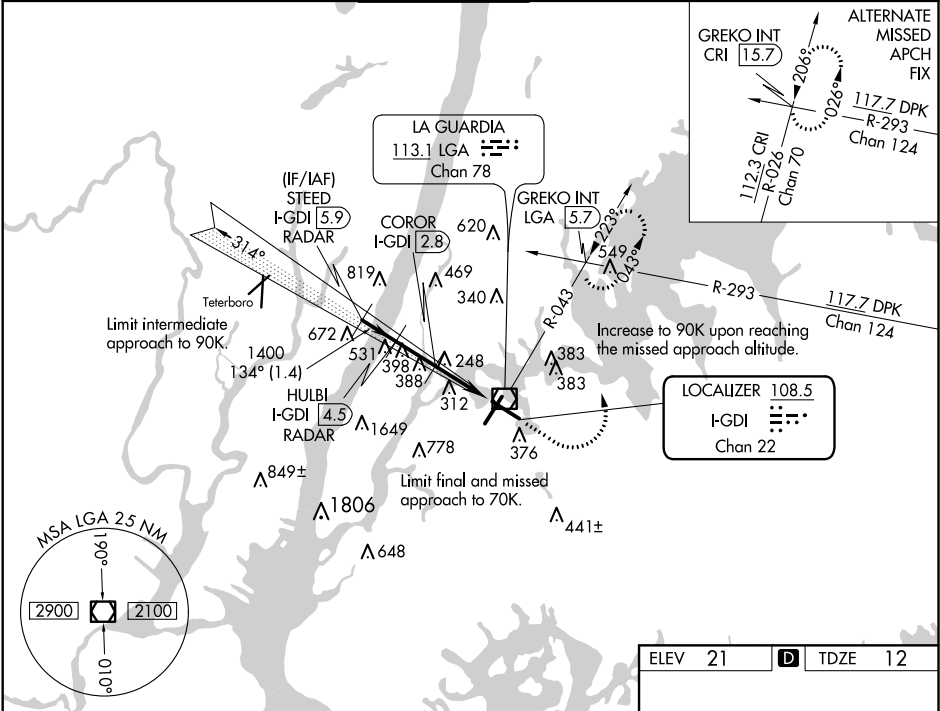 ALTERNATE
MISSED
APCH
FIX
GREKO INT
CRI 15.7
206°
026°
117.7 DPK
R-293
Chan 124
112.3 CRI
R-026
Chan 70
LA GUARDIA
113.1 LGA
Chan 78
(IF/IAF)
STEED
I-GDI 5.9
RADAR
COROR
I-GDI 2.8
GREKO INT
LGA 5.7
223°
043°
549
620
314°
819
469
340
Teterboro
R-043
R-293
117.7 DPK
Chan 124
Limit intermediate
approach to 90K.
672
531
398
388
248
312
Increase to 90K upon reaching
the missed approach altitude.
383
383
1400
134° (1.4)
HULBI
I-GDI 4.5
RADAR
LOCALIZER 108.5
I-GDI
Chan 22
1649
778
376
849±
Limit final and missed
approach to 70K.
1806
441±
648
MSA LGA 25 NM
190°
2900
2100
010°
ELEV 21
D
TDZE 12